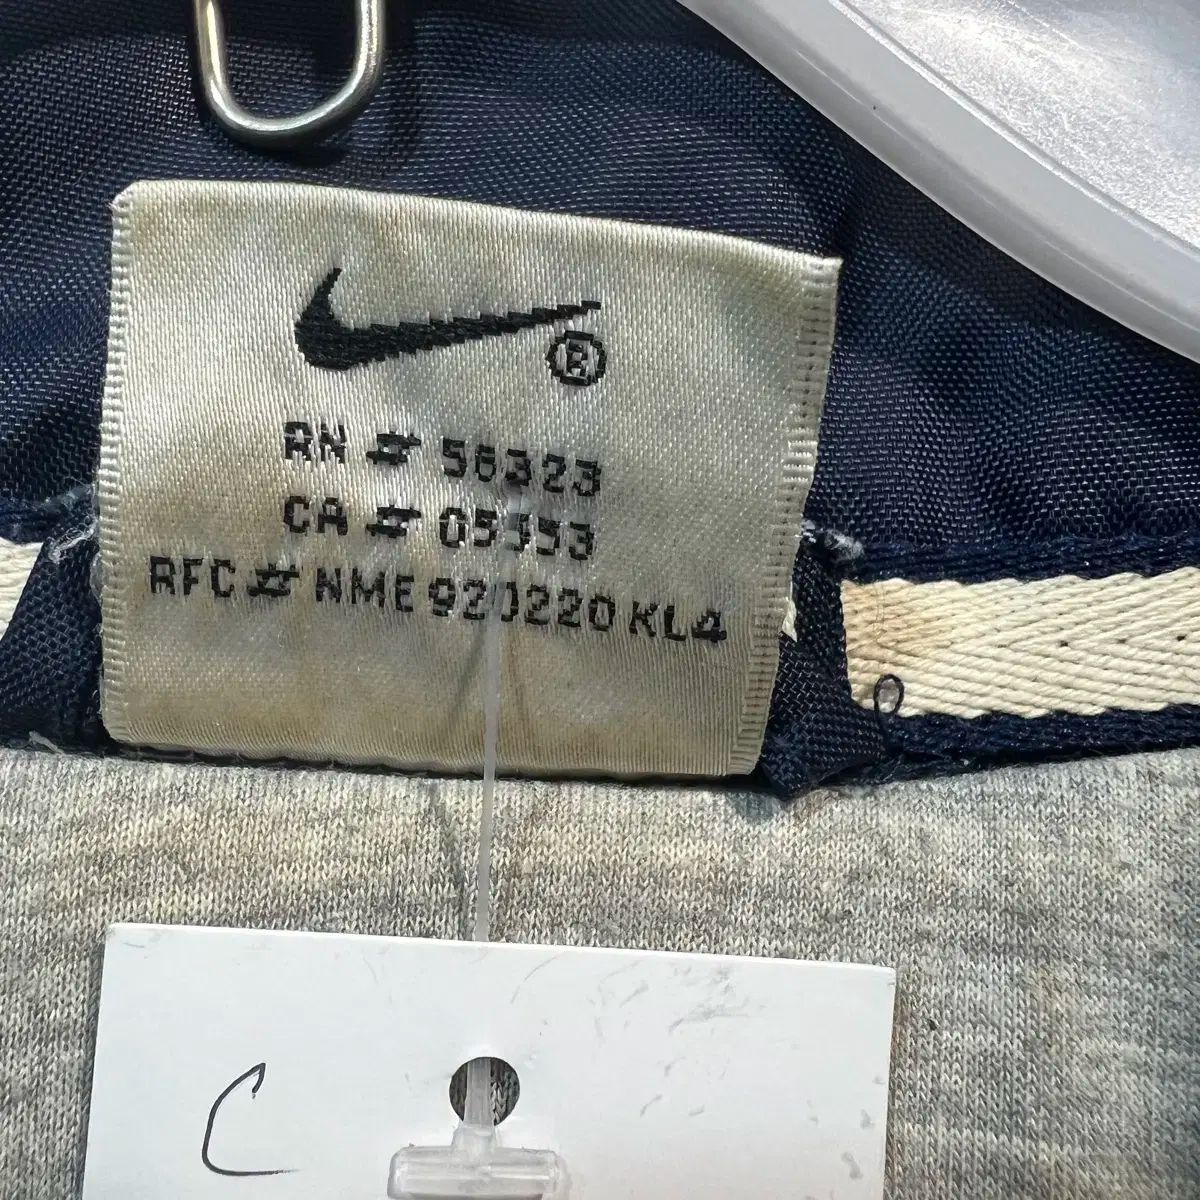 ®
RN # 56323
CA # 05553
RFC # NME 920220 KL4
C